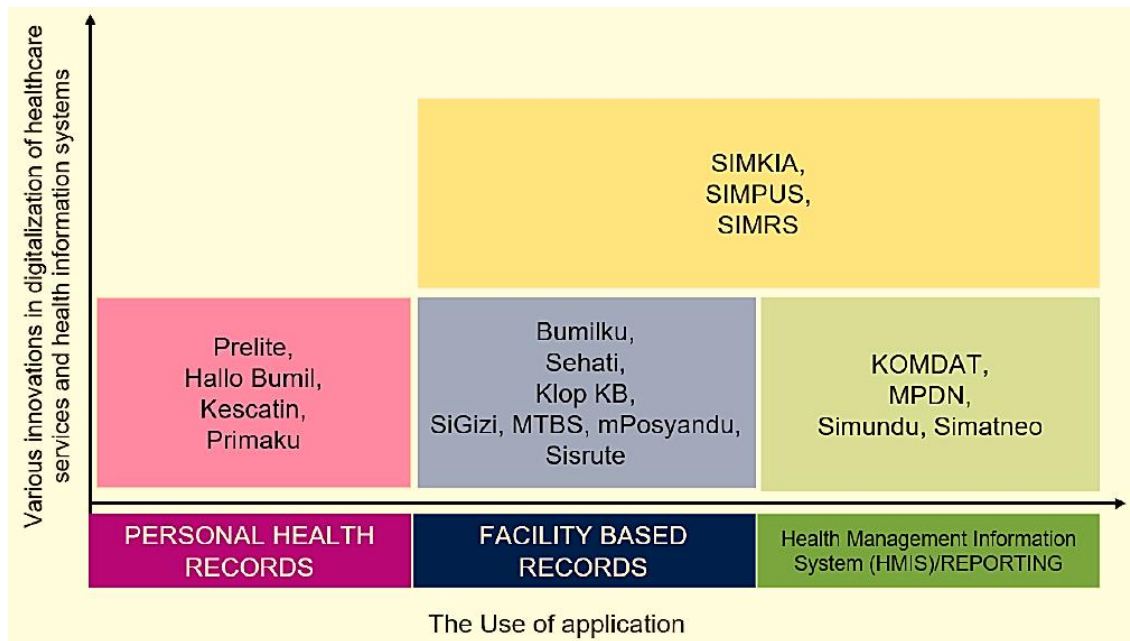 Various innovations in digitalization of healthcare
services and health information systems
SIMKIA,
SIMPUS,
SIMRS
Prelite,
Hallo Bumil,
Kescatin,
Primaku
Bumilku,
Sehati,
Klop KB,
SiGizi, MTBS, mPosyandu,
Sisrute
KOMDAT,
MPDN,
Simundu, Simatneo
PERSONAL HEALTH
RECORDS
FACILITY BASED
RECORDS
Health Management Information
System (HMIS)/REPORTING
The Use of application